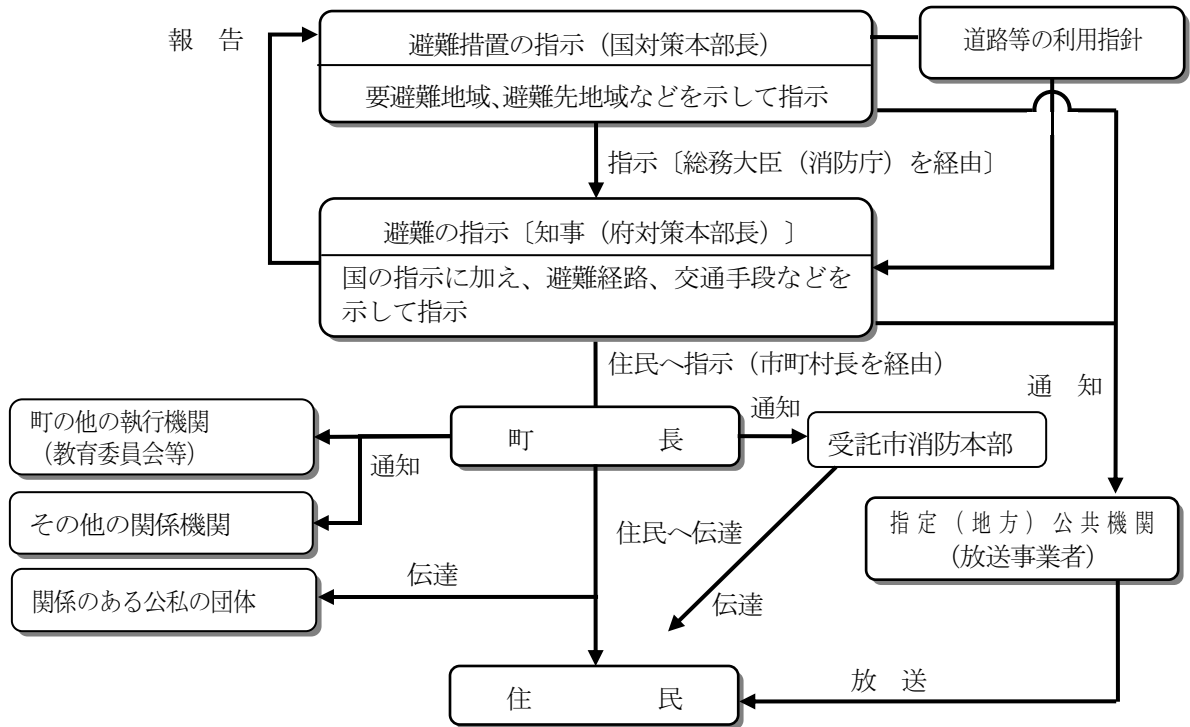 報　告
避難措置の指示（国対策本部長）
要避難地域、避難先地域などを示して指示
道路等の利用指針
指示〔総務大臣（消防庁）を経由〕
避難の指示〔知事（府対策本部長）〕
国の指示に加え、避難経路、交通手段などを
示して指示
住民へ指示（市町村長を経由）
通　知
町の他の執行機関
（教育委員会等）
町　　　　長
通知
受託市消防本部
通知
その他の関係機関
指定（地方）公共機関
（放送事業者）
住民へ伝達
伝達
関係のある公私の団体
伝達
住　　　　民
放　送